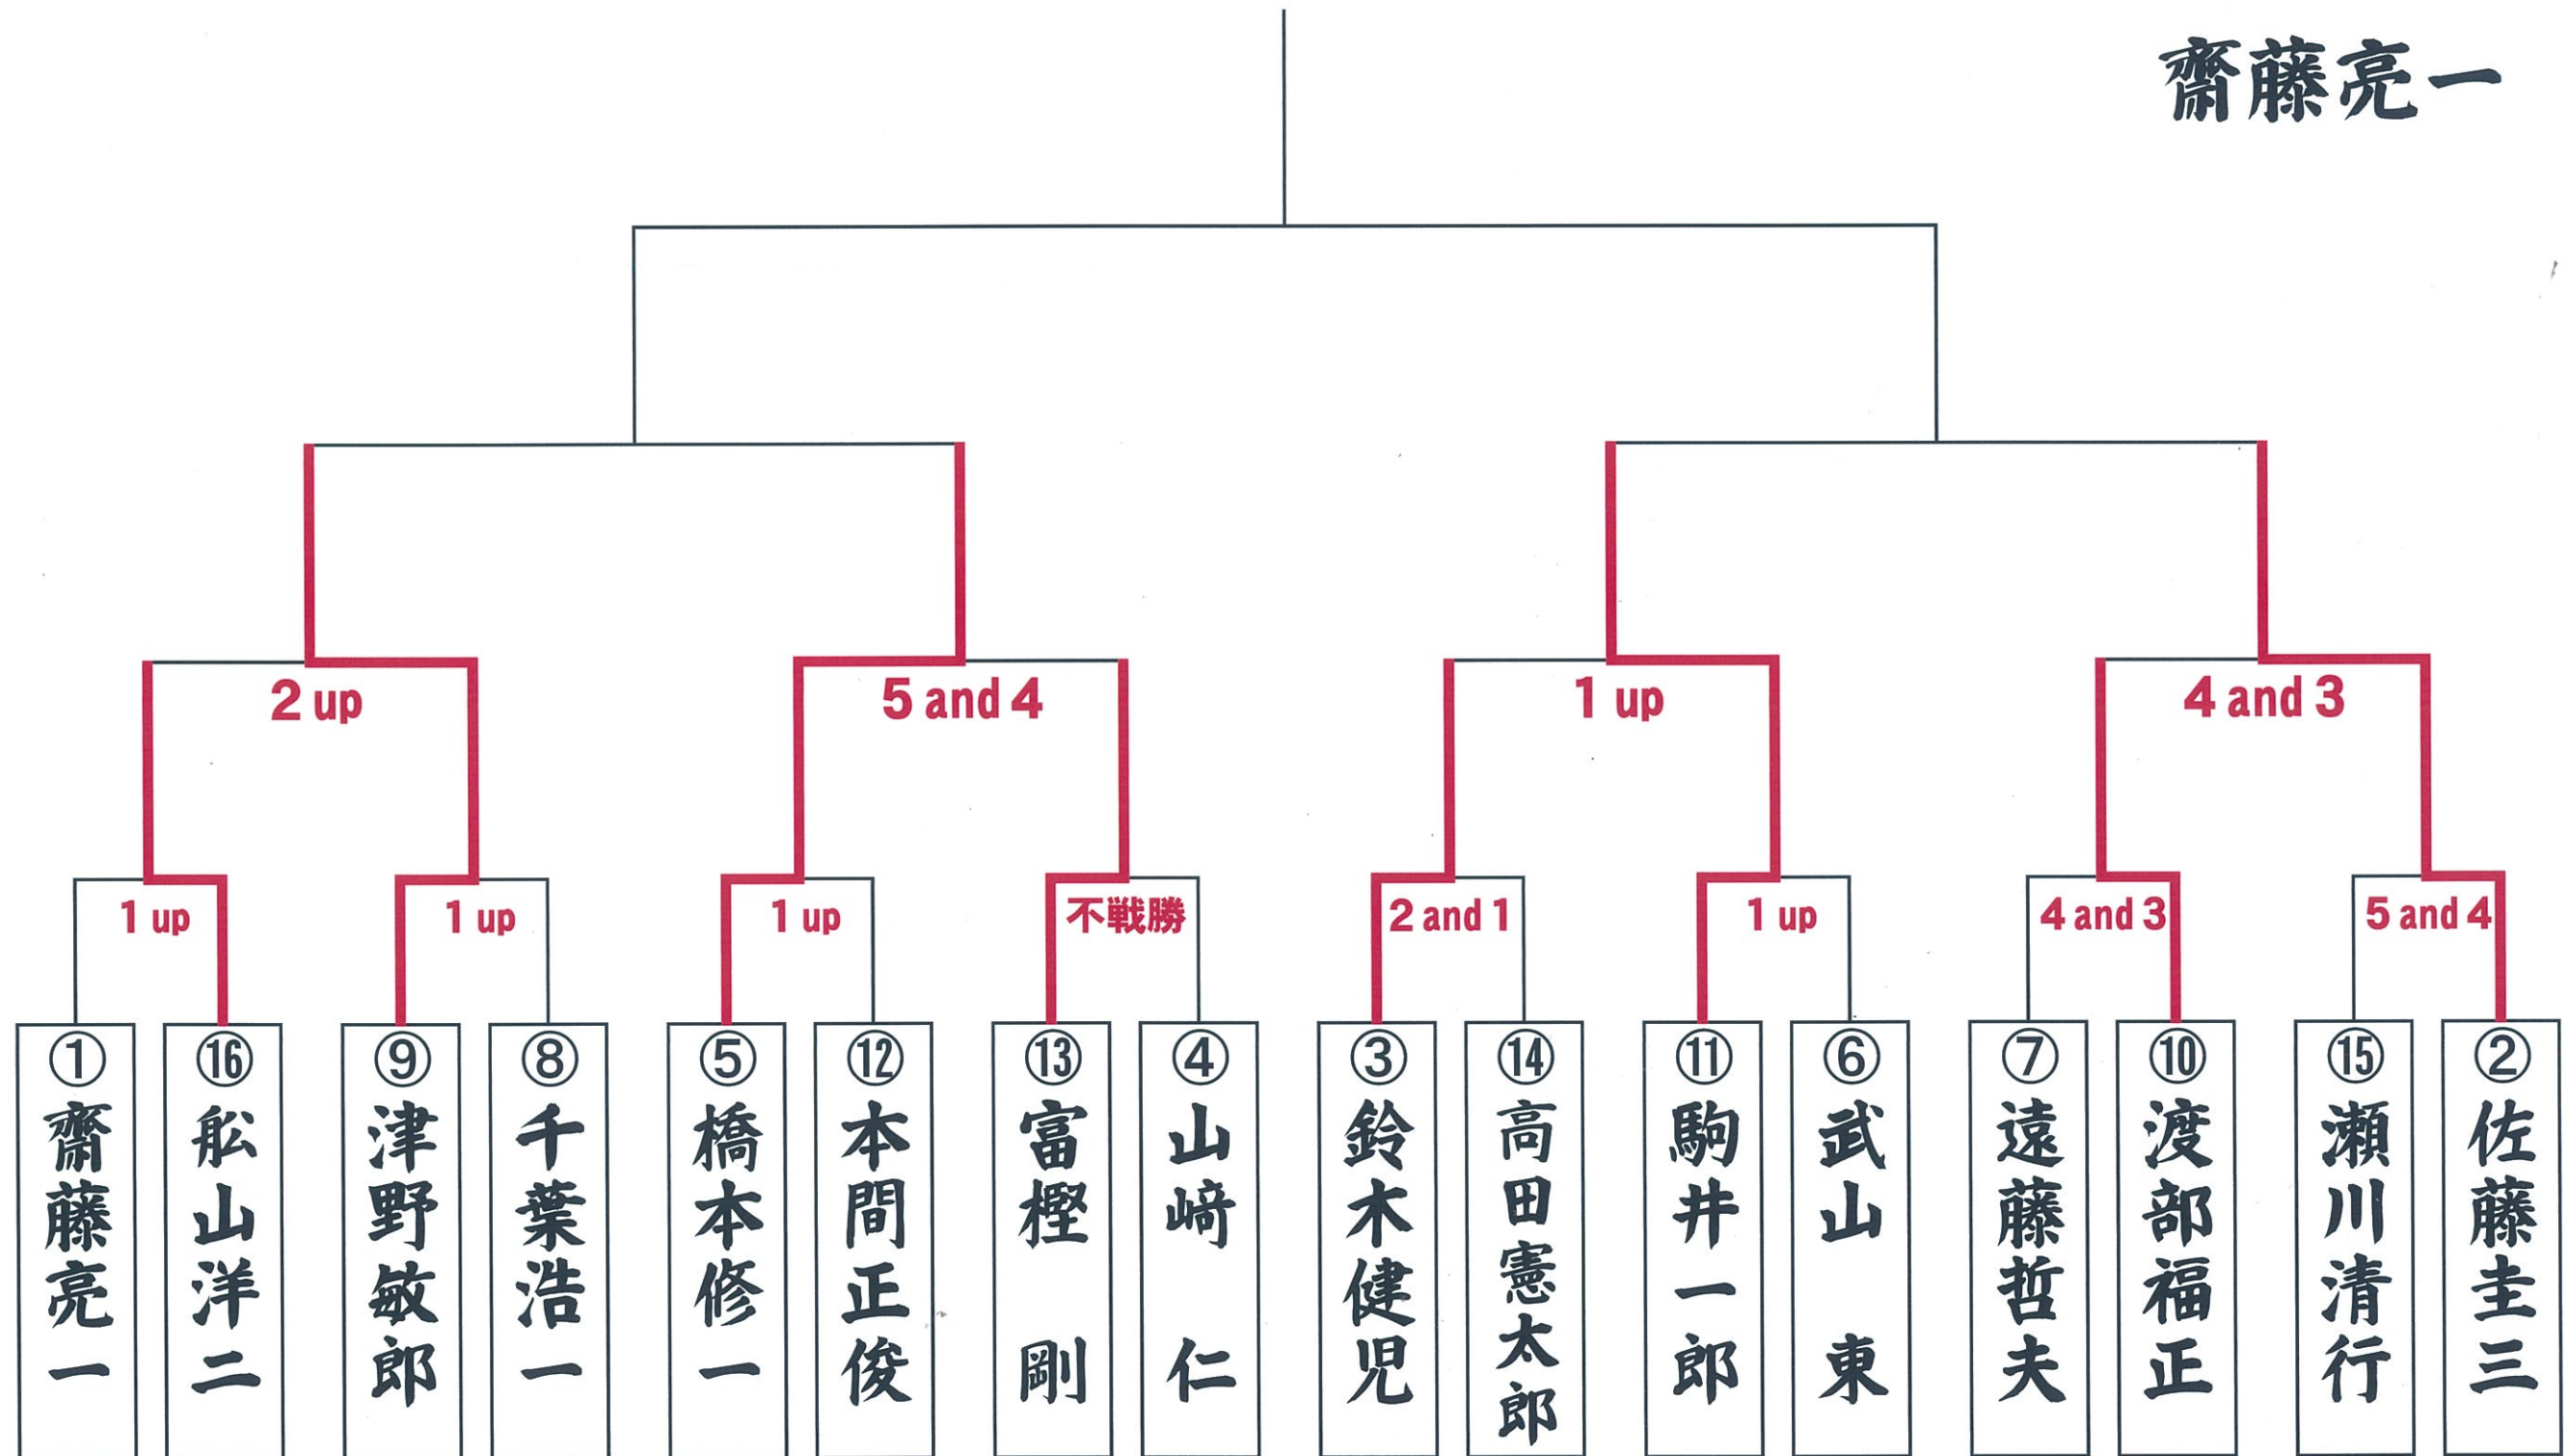 齋藤亮一
2 up
5 and 4
1 up
4 and 3
1 up
1 up
1 up
不戦勝
2 and 1
1 up
4 and 3
5 and 4
① 齋藤亮一
⑯ 舩山洋二
⑨ 津野敏郎
⑧ 千葉浩一
⑤ 橋本修一
⑫ 本間正俊
⑬ 富樫剛
④ 山﨑仁
③ 鈴木健児
⑭ 高田憲太郎
⑪ 駒井一郎
⑥ 武山東
⑦ 遠藤哲夫
⑩ 渡部福正
⑮ 瀬川清行
② 佐藤圭三